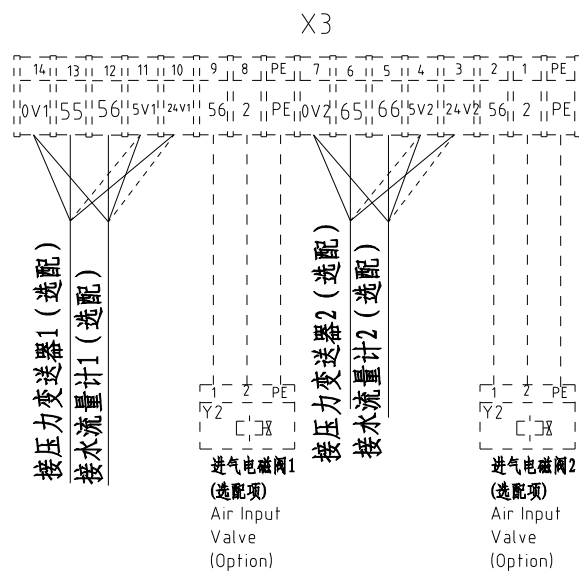 X3
14 13 12 11 10 9 8 PE 7 6 5 4 3 2 1 PE
0V1 55 56 5V1 24V1 56 2 PE 0V2 65 66 5V2 24V2 56 2 PE
接压力变送器1(选配)
接水流量计1(选配)
接压力变送器2(选配)
接水流量计2(选配)
1 2 PE
Y2
进气电磁阀1
(选配项)
Air Input
Valve
(Option)
1 2 PE
Y2
进气电磁阀2
(选配项)
Air Input
Valve
(Option)